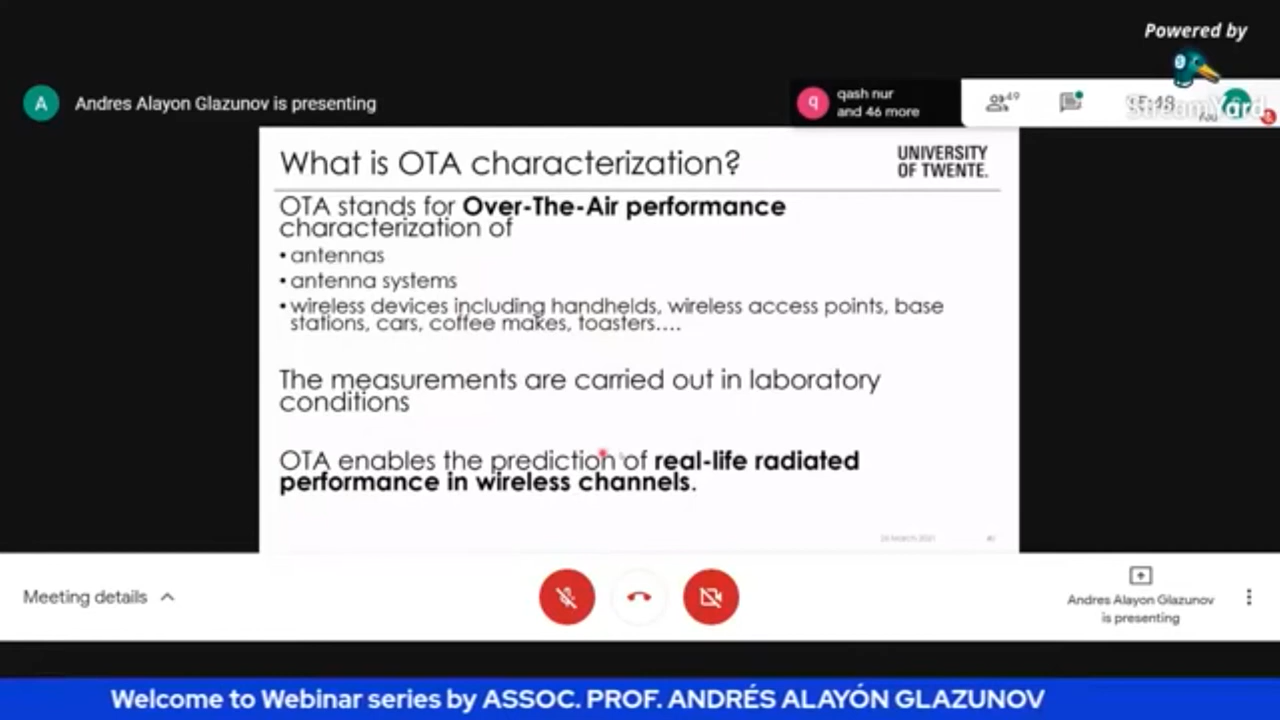 Powered by
StreamYard
A
Andres Alayon Glazunov is presenting
q
qash nur
and 46 more
49
What is OTA characterization?
UNIVERSITY
OF TWENTE.
OTA stands for Over-The-Air performance
characterization of
• antennas
• antenna systems
• wireless devices including handhelds, wireless access points, base
stations, cars, coffee makes, toasters....
The measurements are carried out in laboratory
conditions
OTA enables the prediction of real-life radiated
performance in wireless channels.
Meeting details
Andres Alayon Glazunov
is presenting
Welcome to Webinar series by ASSOC. PROF. ANDRÉS ALAYÓN GLAZUNOV